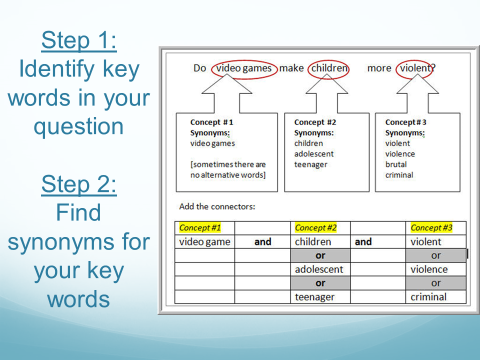 Step 1:
Identify key
words in your
question
Step 2:
Find
synonyms for
your key
words
Do video games make children more violent?
Concept #1
Synonyms:
video games
[sometimes there are
no alternative words]
Concept #2
Synonyms:
children
adolescent
teenager
Concept #3
Synonyms:
violent
violence
brutal
criminal
Add the connectors:
Concept #1 Concept #2 Concept #3
video game and children and violent
or or
adolescent violence
or or
teenager criminal